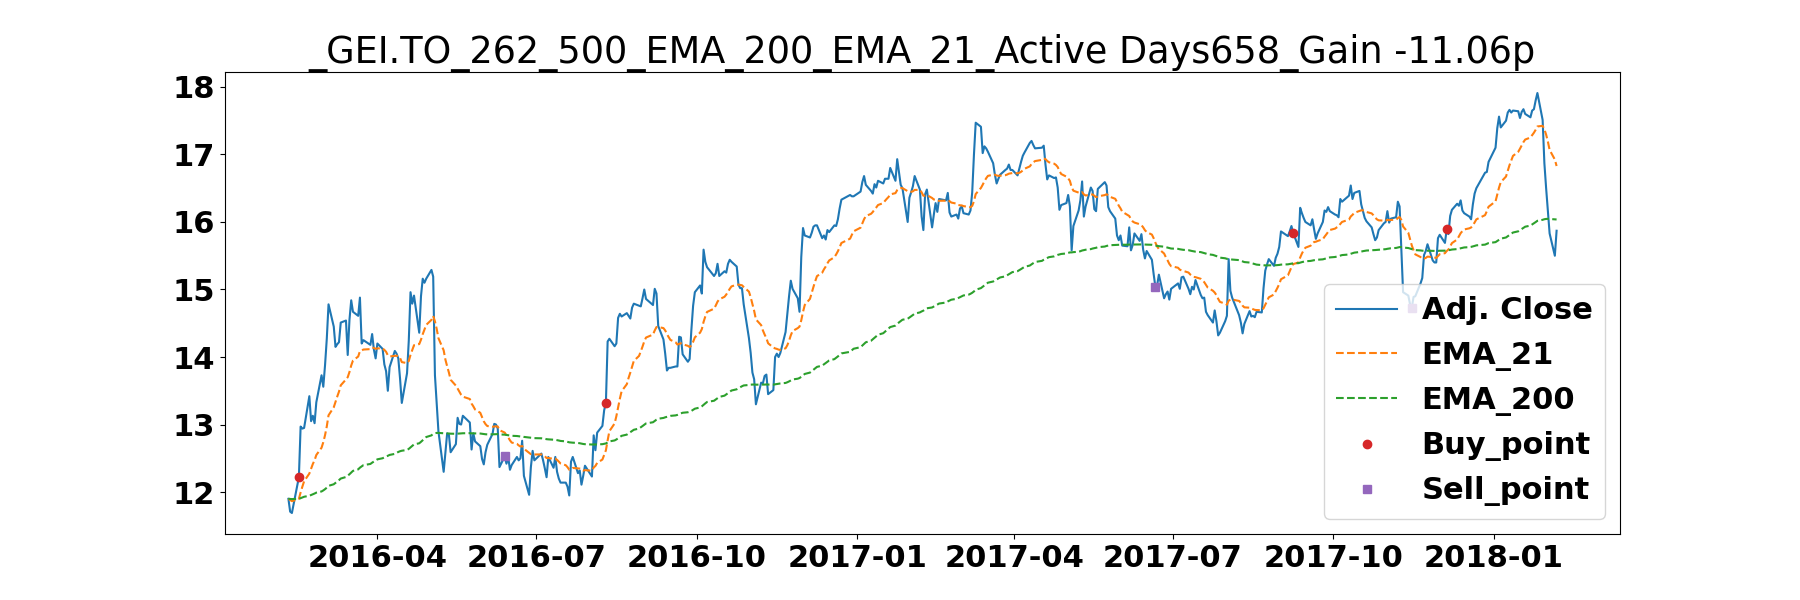 _GEI.TO_262_500_EMA_200_EMA_21_Active Days658_Gain -11.06p
18
17
16
15
14
13
12
Adj. Close
EMA_21
EMA_200
Buy_point
Sell_point
2016-04 2016-07 2016-10 2017-01 2017-04 2017-07 2017-10 2018-01